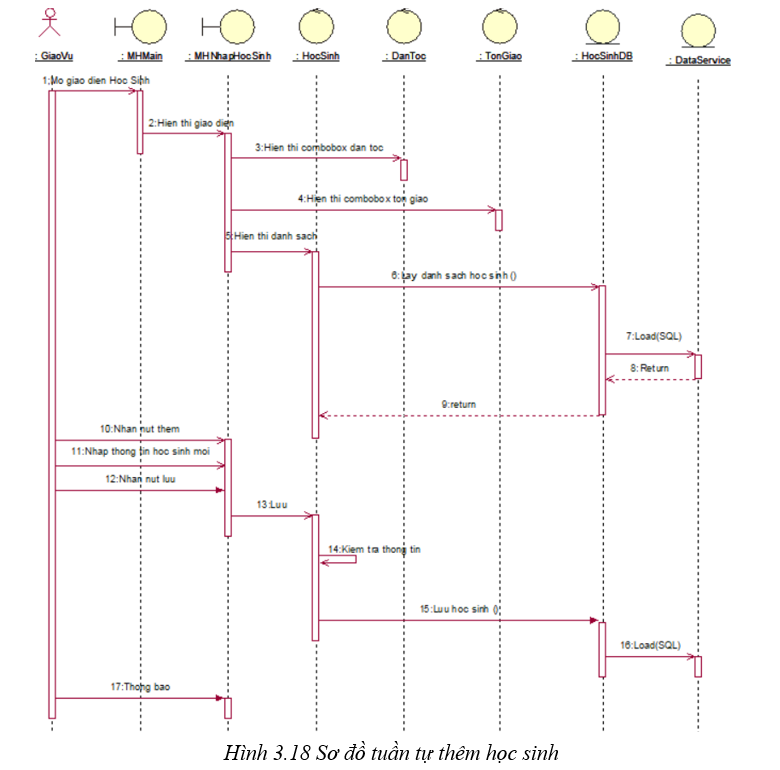 : GiaoVu
: MHMain
: MHNhapHocSinh
: HocSinh
: DanToc
: TonGiao
: HocSinhDB
: DataService
1:Mo giao dien Hoc Sinh
2:Hien thi giao dien
3:Hien thi combobox dan toc
4:Hien thi combobox ton giao
5:Hien thi danh sach
6:Lay danh sach hoc sinh ()
7:Load(SQL)
8:Return
9:return
10:Nhan nut them
11:Nhap thong tin hoc sinh moi
12:Nhan nut luu
13:Luu
14:Kiem tra thong tin
15:Luu hoc sinh ()
16:Load(SQL)
17:Thong bao
Hình 3.18 Sơ đồ tuần tự thêm học sinh